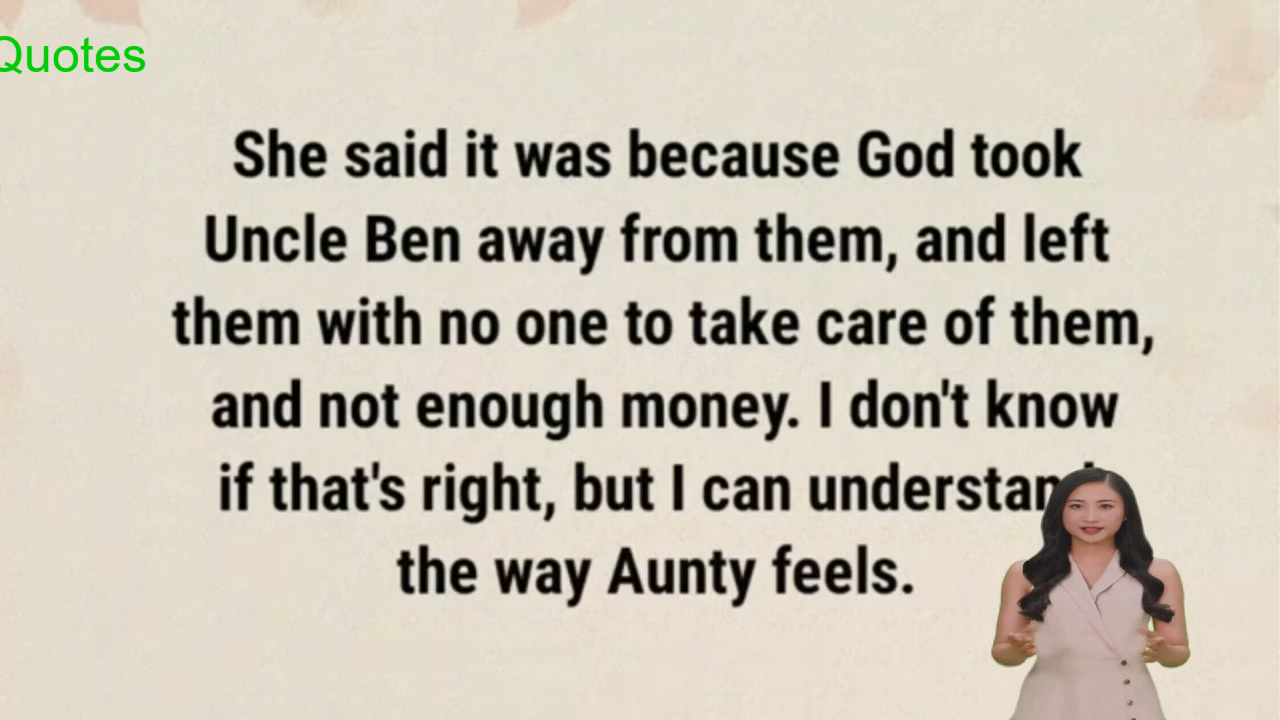 Quotes
She said it was because God took
Uncle Ben away from them, and left
them with no one to take care of them,
and not enough money. I don't know
if that's right, but I can understand
the way Aunty feels.